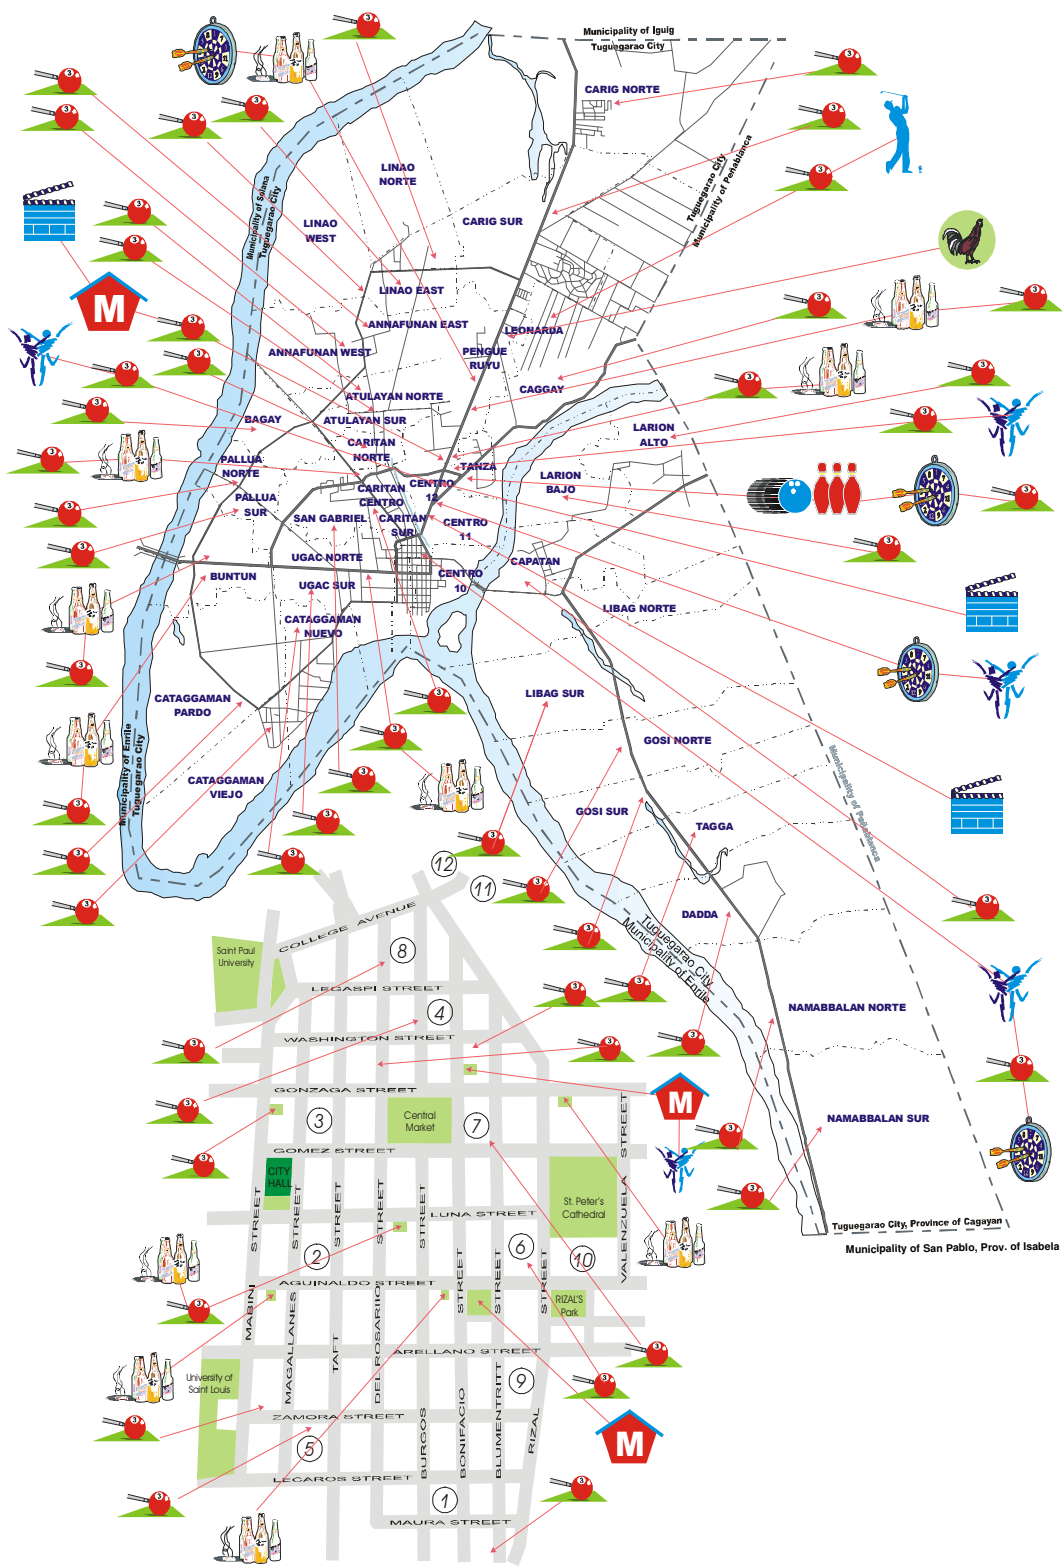 Municipality of Iguig
Tuguegarao City
CARIG NORTE
Tuguegarao City
Municipality of Peñablanca
Municipality of Solana
Tuguegarao City
LINAO
NORTE
LINAO
WEST
CARIG SUR
LINAO EAST
ANNAFUNAN EAST
LEONARDA
ANNAFUNAN WEST
PENGUE
RUYU
ATULAYAN NORTE
CAGGAY
BAGAY
ATULAYAN SUR
LARION
ALTO
CARITAN
NORTE
PALLUA
NORTE
TANZA
LARION
BAJO
CENTRO
12
CARITAN
CENTRO
PALLUA
SUR
SAN GABRIEL
CARITAN
SUR
CENTRO
11
UGAC NORTE
CAPATAN
BUNTUN
CENTRO
10
UGAC SUR
LIBAG NORTE
CATAGGAMAN
NUEVO
CATAGGAMAN
PARDO
LIBAG SUR
GOSI NORTE
Municipality of Enrile
Tuguegarao City
CATAGGAMAN
VIEJO
Municipality of Peñablanca
GOSI SUR
TAGGA
DADDA
Tuguegarao City
Municipality of Enrile
NAMABBALAN NORTE
NAMABBALAN SUR
Tuguegarao City, Province of Cagayan
Municipality of San Pablo, Prov. of Isabela
12
11
COLLEGE AVENUE
8
Saint Paul
University
LEGASPI STREET
4
WASHINGTON STREET
GONZAGA STREET
3
Central
Market
7
GOMEZ STREET
CITY
HALL
St. Peter's
Cathedral
LUNA STREET
2
6
10
AGUINALDO STREET
RIZAL'S
Park
ARELLANO STREET
University of
Saint Louis
9
ZAMORA STREET
5
LECAROS STREET
1
MAURA STREET
MABINI STREET
MAGALLANES STREET
TAFT STREET
DEL ROSARIIO STREET
BURGOS STREET
BONIFACIO STREET
BLUMENTRITT STREET
RIZAL STREET
VALENZUELA STREET
M
M
M